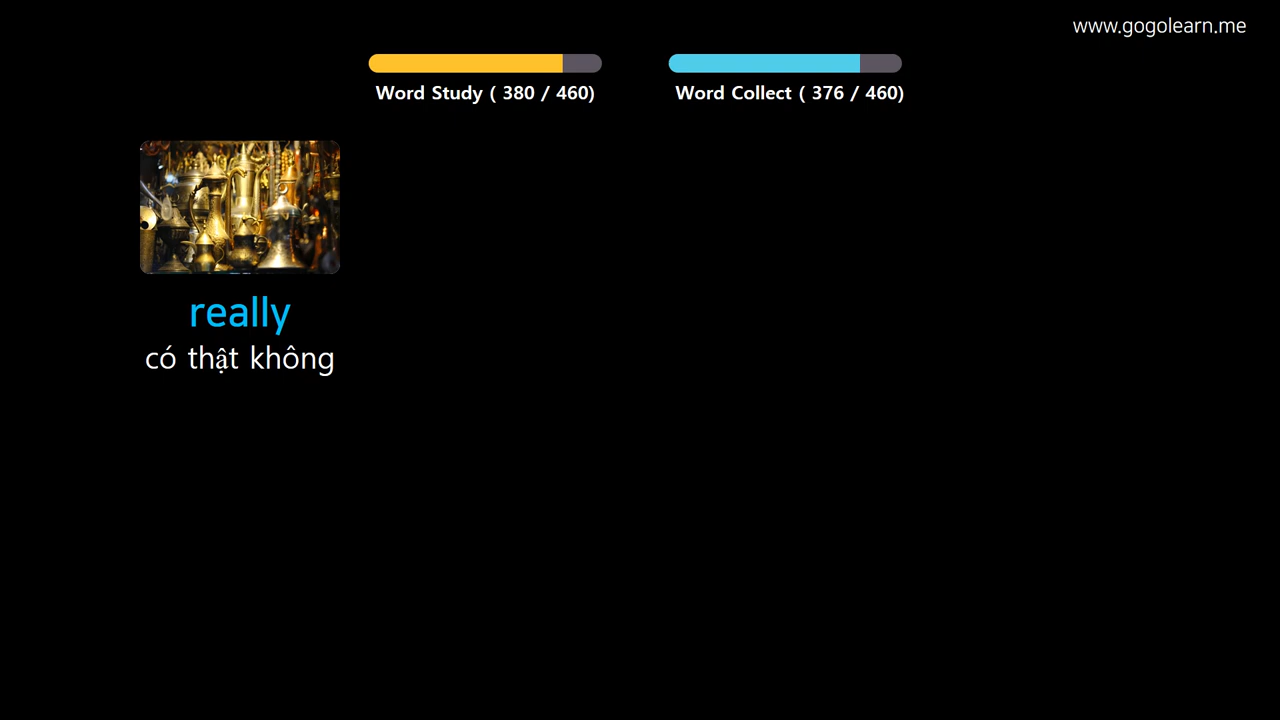 www.gogolearn.me
Word Study ( 380 / 460)
Word Collect ( 376 / 460)
really
có thật không